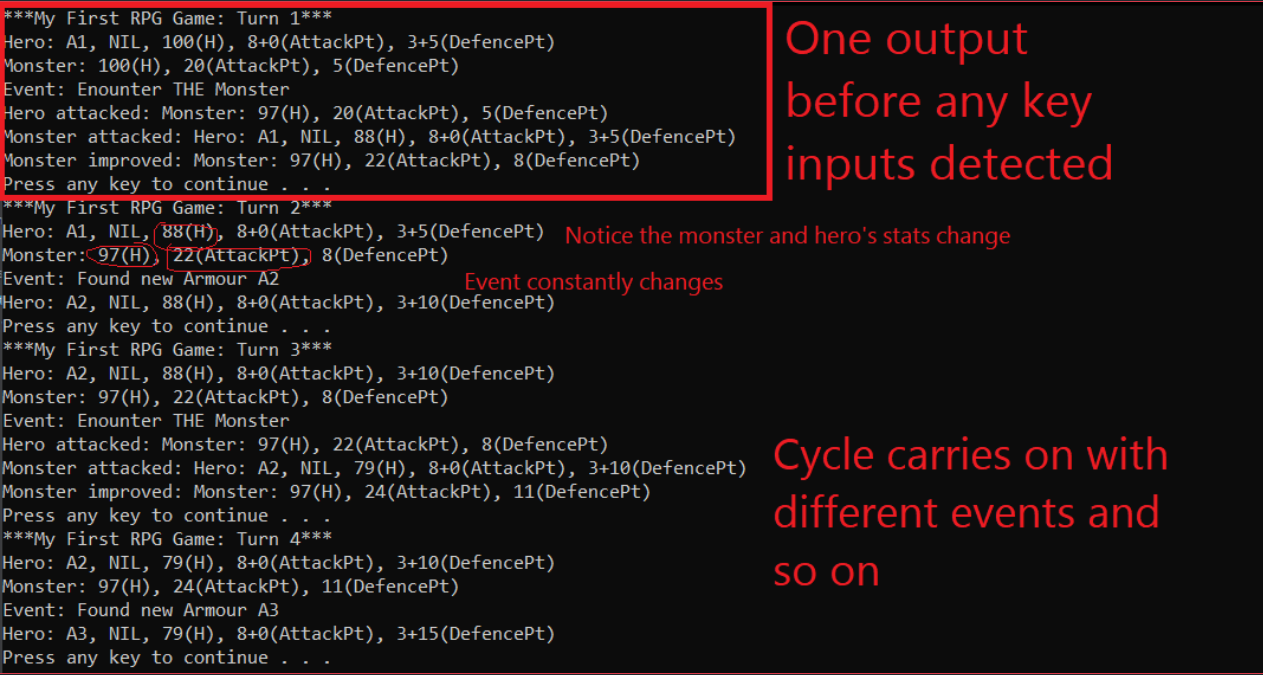 ***My First RPG Game: Turn 1***
Hero: A1, NIL, 100(H), 8+0(AttackPt), 3+5(DefencePt)
Monster: 100(H), 20(AttackPt), 5(DefencePt)
Event: Enounter THE Monster
Hero attacked: Monster: 97(H), 20(AttackPt), 5(DefencePt)
Monster attacked: Hero: A1, NIL, 88(H), 8+0(AttackPt), 3+5(DefencePt)
Monster improved: Monster: 97(H), 22(AttackPt), 8(DefencePt)
Press any key to continue . . .
One output
before any key
inputs detected
***My First RPG Game: Turn 2***
Hero: A1, NIL, 88(H), 8+0(AttackPt), 3+5(DefencePt)
Notice the monster and hero's stats change
Monster: 97(H), 22(AttackPt), 8(DefencePt)
Event: Found new Armour A2
Event constantly changes
Hero: A2, NIL, 88(H), 8+0(AttackPt), 3+10(DefencePt)
Press any key to continue . . .
***My First RPG Game: Turn 3***
Hero: A2, NIL, 88(H), 8+0(AttackPt), 3+10(DefencePt)
Monster: 97(H), 22(AttackPt), 8(DefencePt)
Event: Enounter THE Monster
Hero attacked: Monster: 97(H), 22(AttackPt), 8(DefencePt)
Monster attacked: Hero: A2, NIL, 79(H), 8+0(AttackPt), 3+10(DefencePt)
Monster improved: Monster: 97(H), 24(AttackPt), 11(DefencePt)
Press any key to continue . . .
***My First RPG Game: Turn 4***
Hero: A2, NIL, 79(H), 8+0(AttackPt), 3+10(DefencePt)
Monster: 97(H), 24(AttackPt), 11(DefencePt)
Event: Found new Armour A3
Hero: A3, NIL, 79(H), 8+0(AttackPt), 3+15(DefencePt)
Press any key to continue . . .
Cycle carries on with
different events and
so on